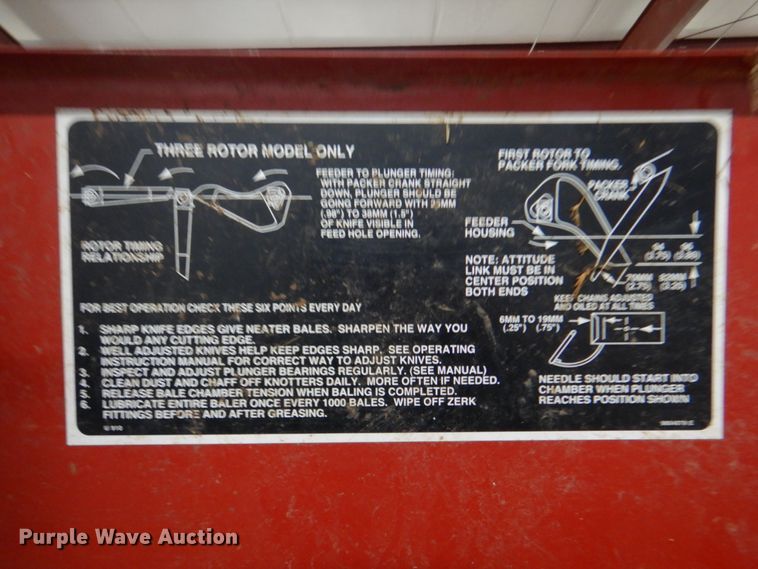 THREE ROTOR MODEL ONLY
FEEDER TO PLUNGER TIMING:
WITH PACKER CRANK STRAIGHT
DOWN, PLUNGER SHOULD BE
GOING FORWARD WITH 25MM
(.98") TO 38MM (1.5")
OF KNIFE VISIBLE IN
FEED HOLE OPENING.
ROTOR TIMING
RELATIONSHIP
FIRST ROTOR TO
PACKER FORK TIMING.
PACKER
CRANK
FEEDER
HOUSING
NOTE: ATTITUDE
LINK MUST BE IN
CENTER POSITION
BOTH ENDS
70MM 82MM
(2.75) (3.25)
KEEP CHAINS ADJUSTED
AND OILED AT ALL TIMES
6MM TO 19MM
(.25") (.75")
NEEDLE SHOULD START INTO
CHAMBER WHEN PLUNGER
REACHES POSITION SHOWN
FOR BEST OPERATION CHECK THESE SIX POINTS EVERY DAY
1. SHARP KNIFE EDGES GIVE NEATER BALES. SHARPEN THE WAY YOU
WOULD ANY CUTTING EDGE.
2. WELL ADJUSTED KNIVES HELP KEEP EDGES SHARP. SEE OPERATING
INSTRUCTION MANUAL FOR CORRECT WAY TO ADJUST KNIVES.
3. INSPECT AND ADJUST PLUNGER BEARINGS REGULARLY. (SEE MANUAL)
4. CLEAN DUST AND CHAFF OFF KNOTTERS DAILY. MORE OFTEN IF NEEDED.
5. RELEASE BALE CHAMBER TENSION WHEN BALING IS COMPLETED.
6. LUBRICATE ENTIRE BALER ONCE EVERY 1000 BALES. WIPE OFF ZERK
FITTINGS BEFORE AND AFTER GREASING.
Purple Wave Auction